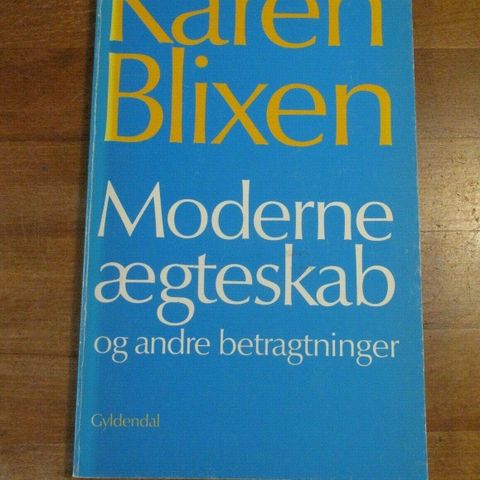 Karen
Blixen
Moderne
ægteskab
og andre betragtninger
Gyldendal